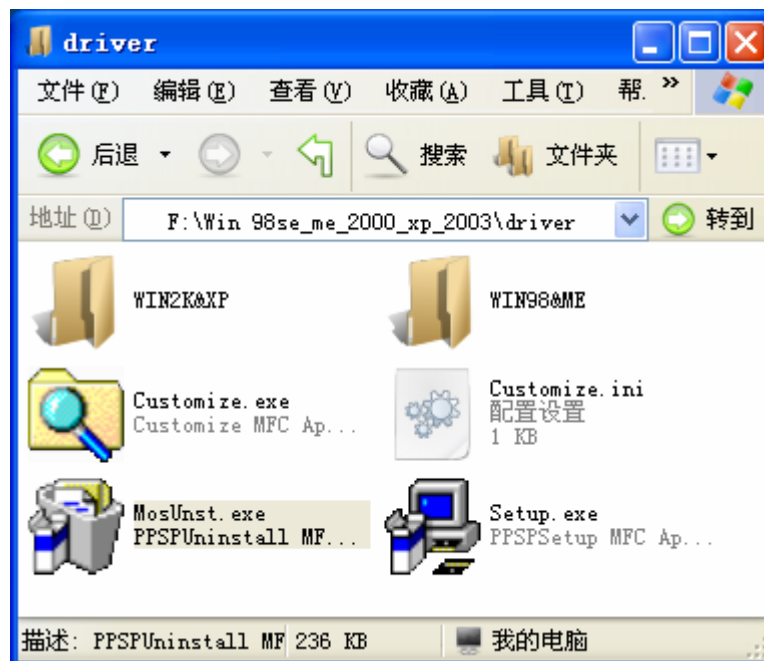 driver
文件(F) 编辑(E) 查看(V) 收藏(A) 工具(T) 帮. »
后退 搜索 文件夹
地址(D) F:\Win 98se_me_2000_xp_2003\driver 转到
WIN2K&XP
WIN98&ME
Customize.exe
Customize MFC Ap...
Customize.ini
配置设置
1 KB
MosUnst.exe
PPSPUninstall MF...
Setup.exe
PPSPSetup MFC Ap...
描述: PPSPUninstall MF 236 KB 我的电脑